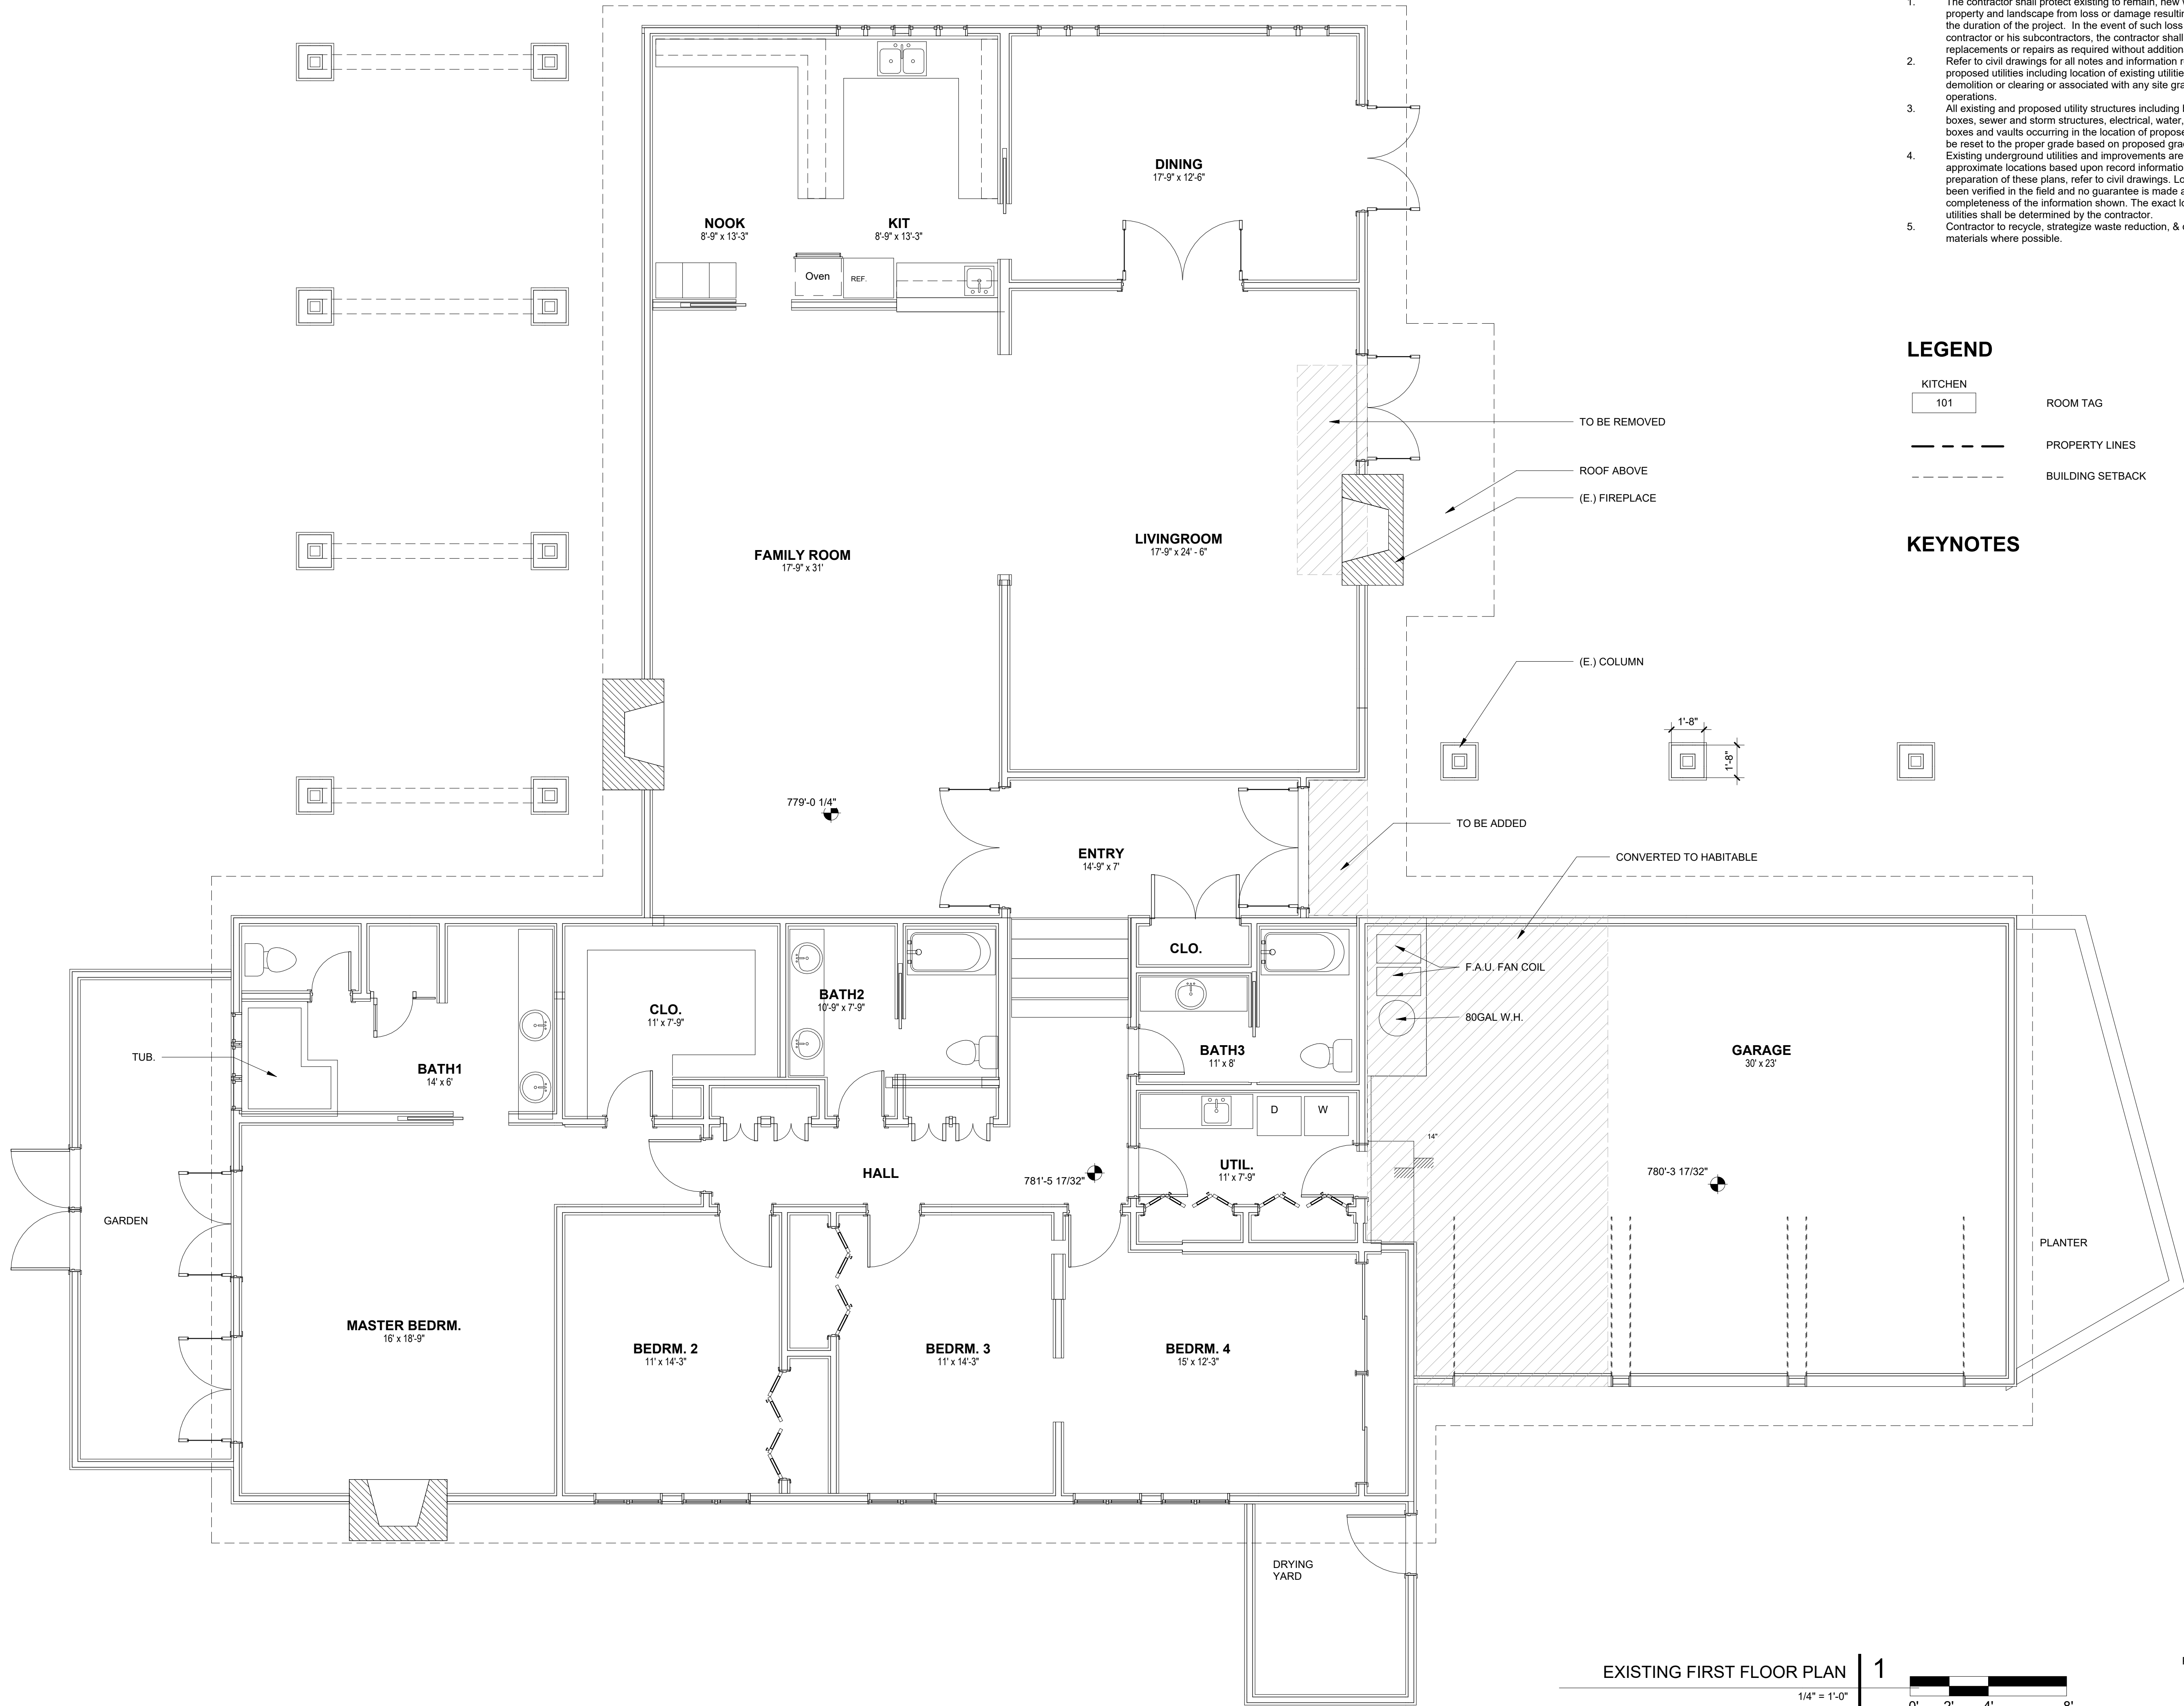 1. The contractor shall protect existing to remain, new
property and landscape from loss or damage resulting
the duration of the project. In the event of such loss
contractor or his subcontractors, the contractor shall
replacements or repairs as required without addition
2. Refer to civil drawings for all notes and information
proposed utilities including location of existing utilities
demolition or clearing or associated with any site
operations.
3. All existing and proposed utility structures including
boxes, sewer and storm structures, electrical, water,
boxes and vaults occurring in the location of
be reset to the proper grade based on proposed
4. Existing underground utilities and improvements are
approximate locations based upon record
preparation of these plans, refer to civil drawings.
been verified in the field and no guarantee is made
completeness of the information shown. The exact
utilities shall be determined by the contractor.
5. Contractor to recycle, strategize waste reduction, &
materials where possible.
LEGEND
KITCHEN
101
ROOM TAG
PROPERTY LINES
BUILDING SETBACK
KEYNOTES
DINING
17'-9" x 12'-6"
NOOK
8'-9" x 13'-3"
KIT
8'-9" x 13'-3"
Oven
REF.
TO BE REMOVED
ROOF ABOVE
(E.) FIREPLACE
LIVINGROOM
17'-9" x 24' - 6"
FAMILY ROOM
17'-9" x 31'
(E.) COLUMN
1'-8"
1'-8"
779'-0 1/4"
TO BE ADDED
ENTRY
14'-9" x 7'
CONVERTED TO HABITABLE
CLO.
F.A.U. FAN COIL
80GAL W.H.
BATH2
10'-9" x 7'-9"
CLO.
11' x 7'-9"
TUB.
BATH1
14' x 6'
BATH3
11' x 8'
GARAGE
30' x 23'
D
W
14"
HALL
781'-5 17/32"
UTIL.
11' x 7'-9"
780'-3 17/32"
GARDEN
PLANTER
MASTER BEDRM.
16' x 18'-9"
BEDRM. 2
11' x 14'-3"
BEDRM. 3
11' x 14'-3"
BEDRM. 4
15' x 12'-3"
DRYING
YARD
EXISTING FIRST FLOOR PLAN
1
1/4" = 1'-0"
0' 2' 4' 8'